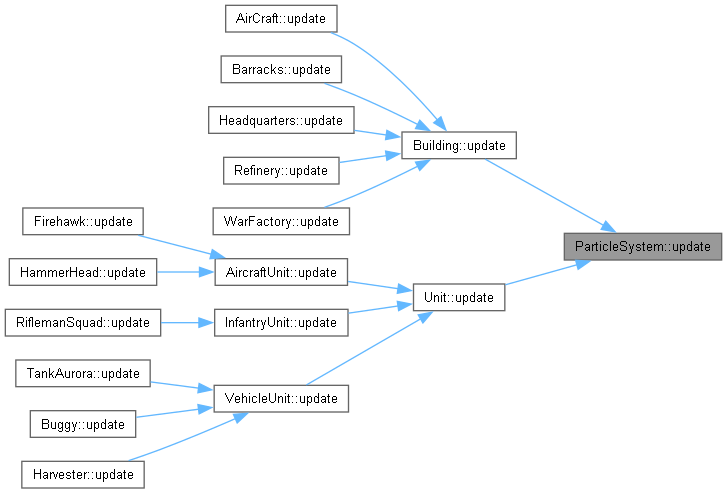 AirCraft::update
Barracks::update
Headquarters::update
Building::update
Refinery::update
WarFactory::update
Firehawk::update
ParticleSystem::update
HammerHead::update
AircraftUnit::update
Unit::update
RiflemanSquad::update
InfantryUnit::update
TankAurora::update
VehicleUnit::update
Buggy::update
Harvester::update